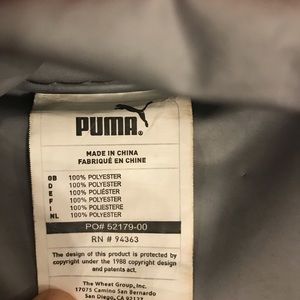 PUMA
MADE IN CHINA
FABRIQUÉ EN CHINE
GB 100% POLYESTER
D 100% POLYESTER
E 100% POLIÉSTER
F 100% POLYESTER
I 100% POLIESTERE
NL 100% POLYESTER
PO# 52179-00
RN # 94363
The design of this product is protected by
copyright under the 1988 copyright design
and patents act.
The Wheat Group, Inc.
17075 Camino San Bernardo
San Diego, CA 92127